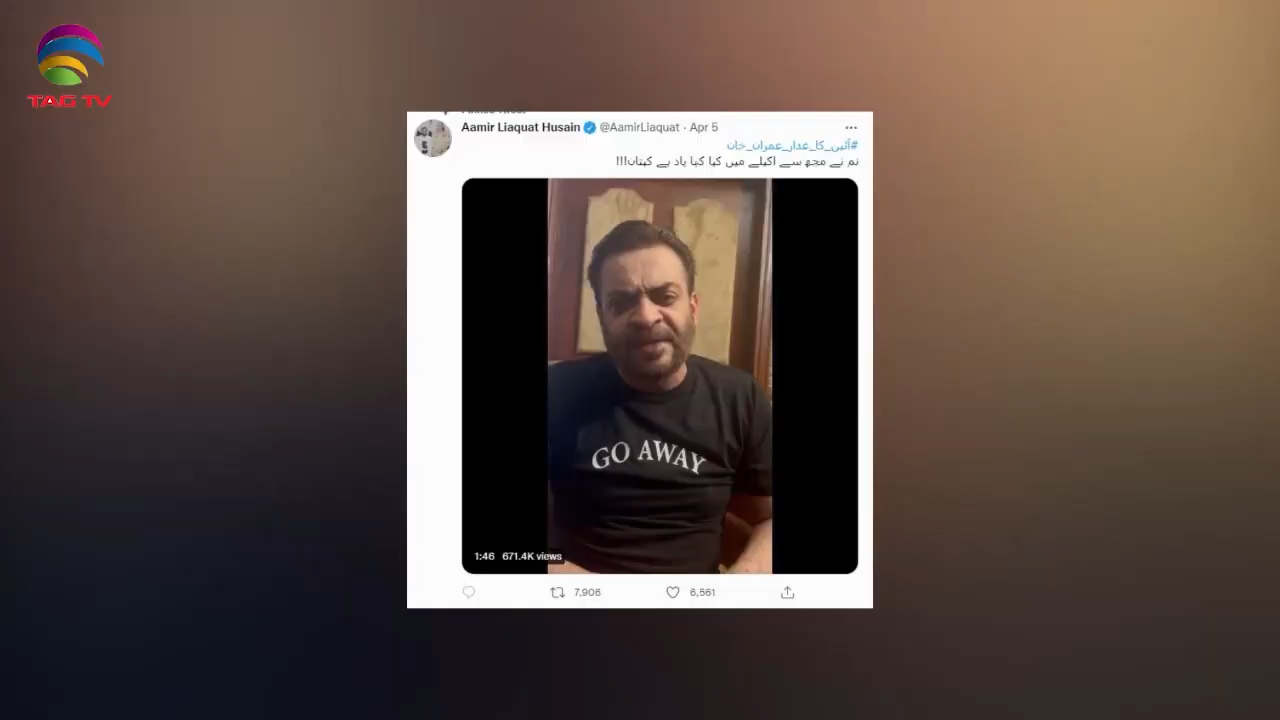 TAG TV
Aamir Liaquat Husain @AamirLiaquat · Apr 5
#آئین_کا_غدار_عمران_خان
تم نے مجھ سے اکیلے میں کیا کہا یاد ہے کپتان!!!
GO AWAY
1:46 671.4K views
7,906 6,561